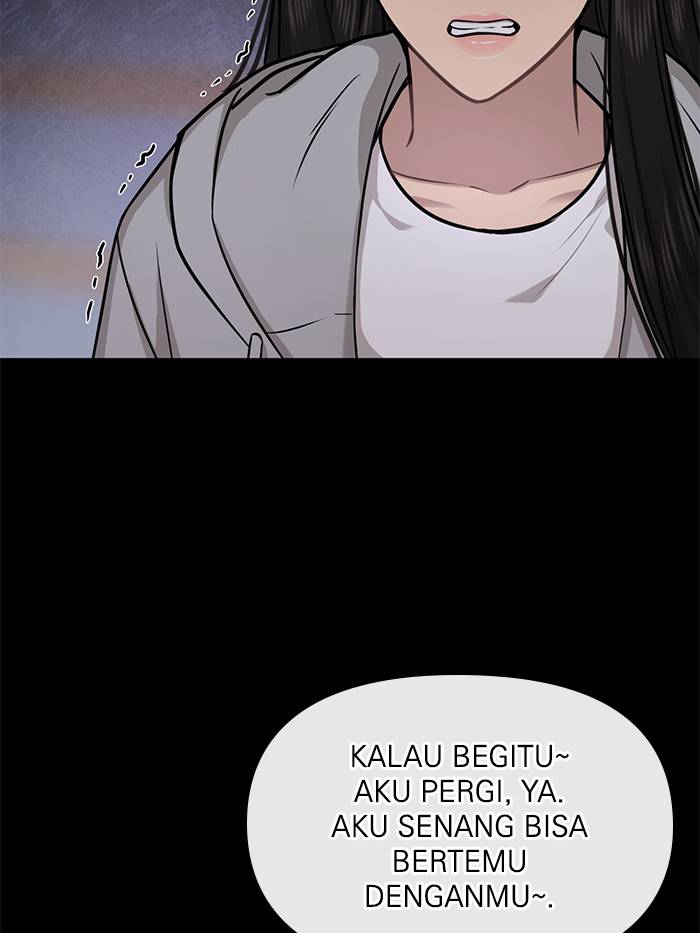 KALAU BEGITU~
AKU PERGI, YA.
AKU SENANG BISA
BERTEMU
DENGANMU~.